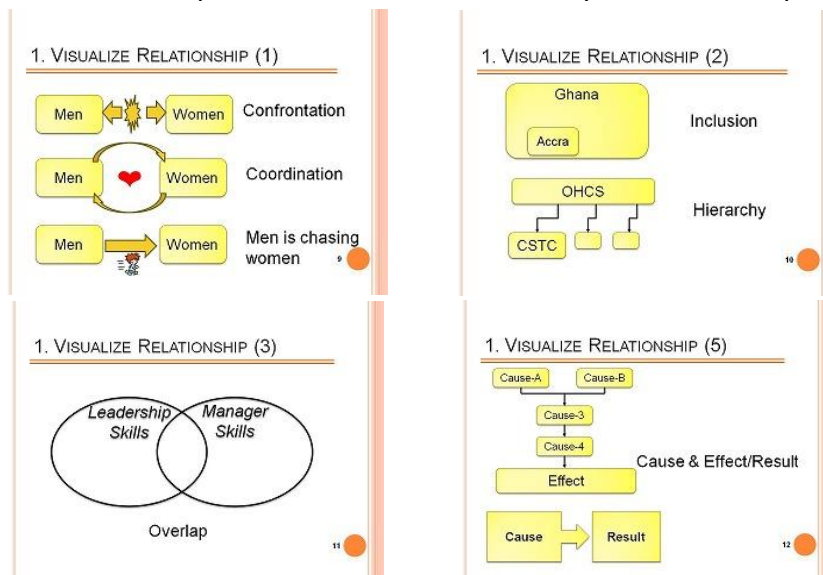 1. VISUALIZE RELATIONSHIP (1)
Men
Women
Confrontation
Men
Women
Coordination
Men
Women
Men is chasing
women
9
1. VISUALIZE RELATIONSHIP (2)
Ghana
Accra
Inclusion
OHCS
Hierarchy
CSTC
10
1. VISUALIZE RELATIONSHIP (3)
Leadership
Skills
Manager
Skills
Overlap
11
1. VISUALIZE RELATIONSHIP (5)
Cause-A
Cause-B
Cause-3
Cause-4
Cause & Effect/Result
Effect
Cause
Result
12